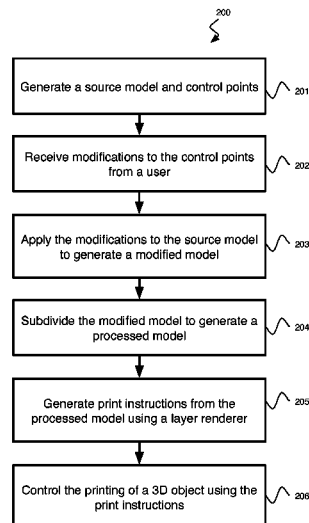 200
Generate a source model and control points
201
Receive modifications to the control points
from a user
202
Apply the modifications to the source model
to generate a modified model
203
Subdivide the modified model to generate a
processed model
204
Generate print instructions from the
processed model using a layer renderer
205
Control the printing of a 3D object using the
print instructions
206